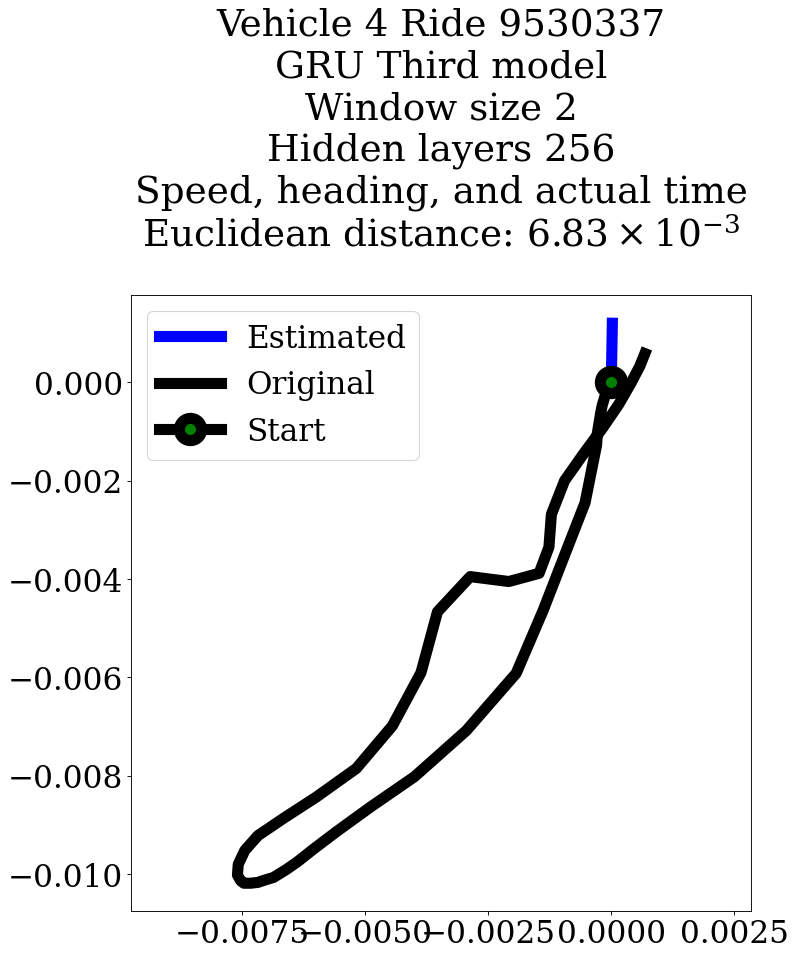 Vehicle 4 Ride 9530337
GRU Third model
Window size 2
Hidden layers 256
Speed, heading, and actual time
Euclidean distance: 6.83 × 10⁻³
Estimated
Original
Start
0.000
−0.002
−0.004
−0.006
−0.008
−0.010
−0.0075 −0.0050 −0.0025 0.0000 0.0025